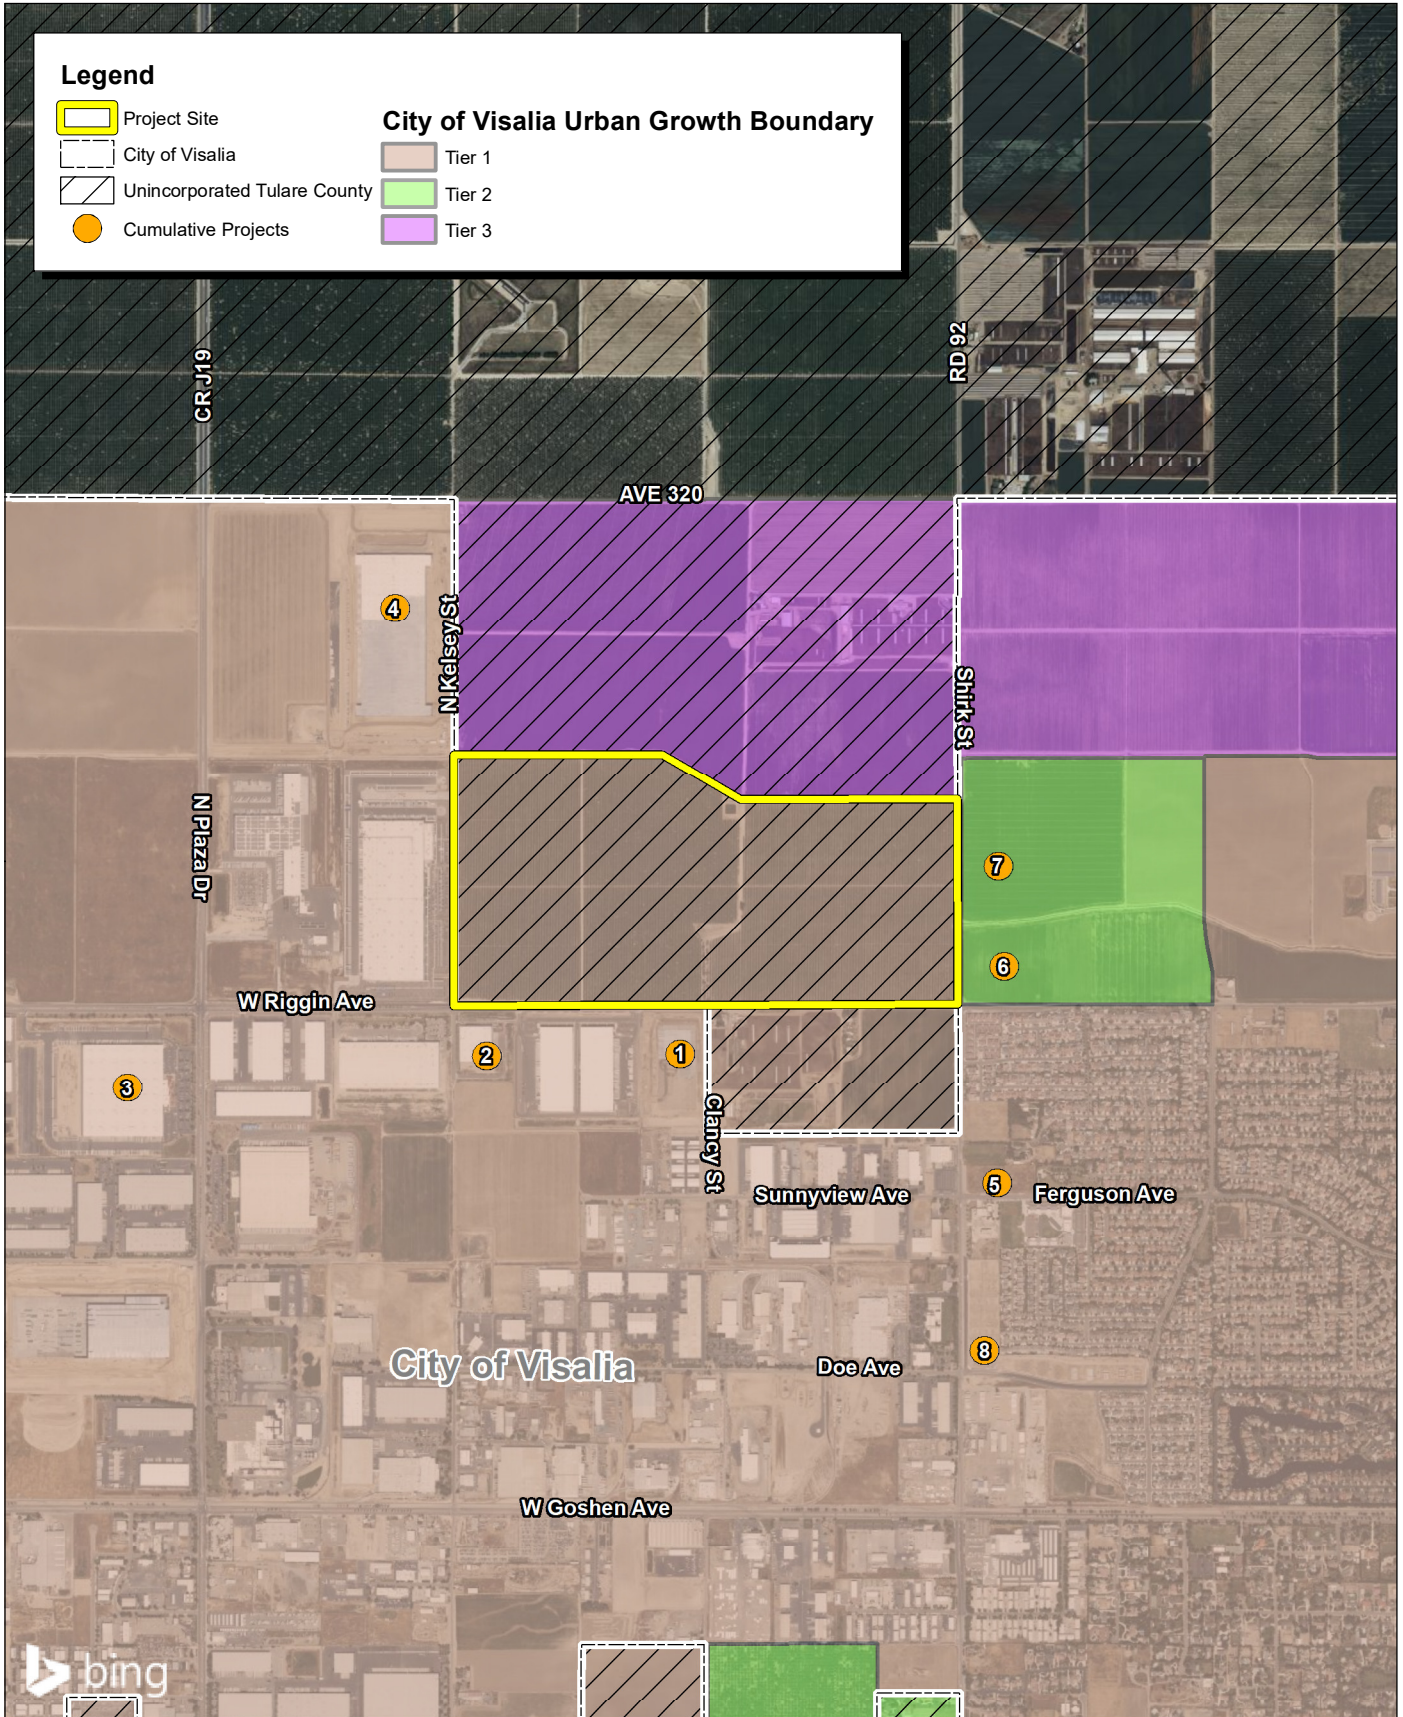 Legend
Project Site
City of Visalia
Unincorporated Tulare County
Cumulative Projects
City of Visalia Urban Growth Boundary
Tier 1
Tier 2
Tier 3
CR J19
RD 92
AVE 320
4
N Kelsey St
Shirk St
N Plaza Dr
7
6
W Riggin Ave
2
1
3
Clancy St
5
Sunnyview Ave
Ferguson Ave
8
City of Visalia
Doe Ave
W Goshen Ave
bing